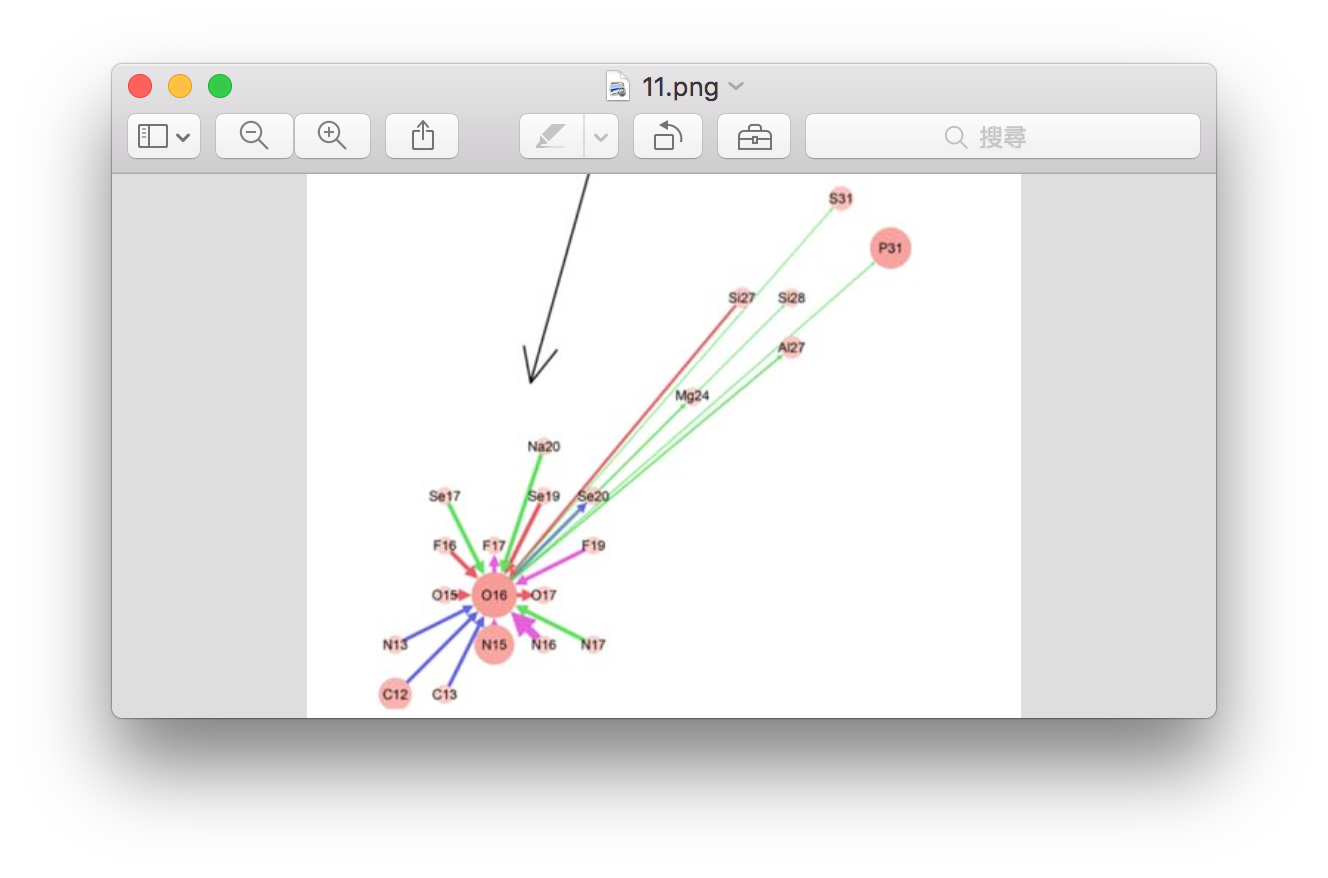 11.png
搜尋
S31
P31
Si27 Si28
Al27
Mg24
Na20
Se17 Se19 Se20
F16 F17 F19
O15 O16 O17
N13 N15 N16 N17
C12 C13